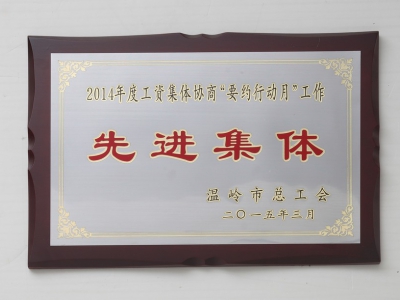 2014年度工资集体协商“要约行动月”工作
先进集体
温岭市总工会
二〇一五年三月